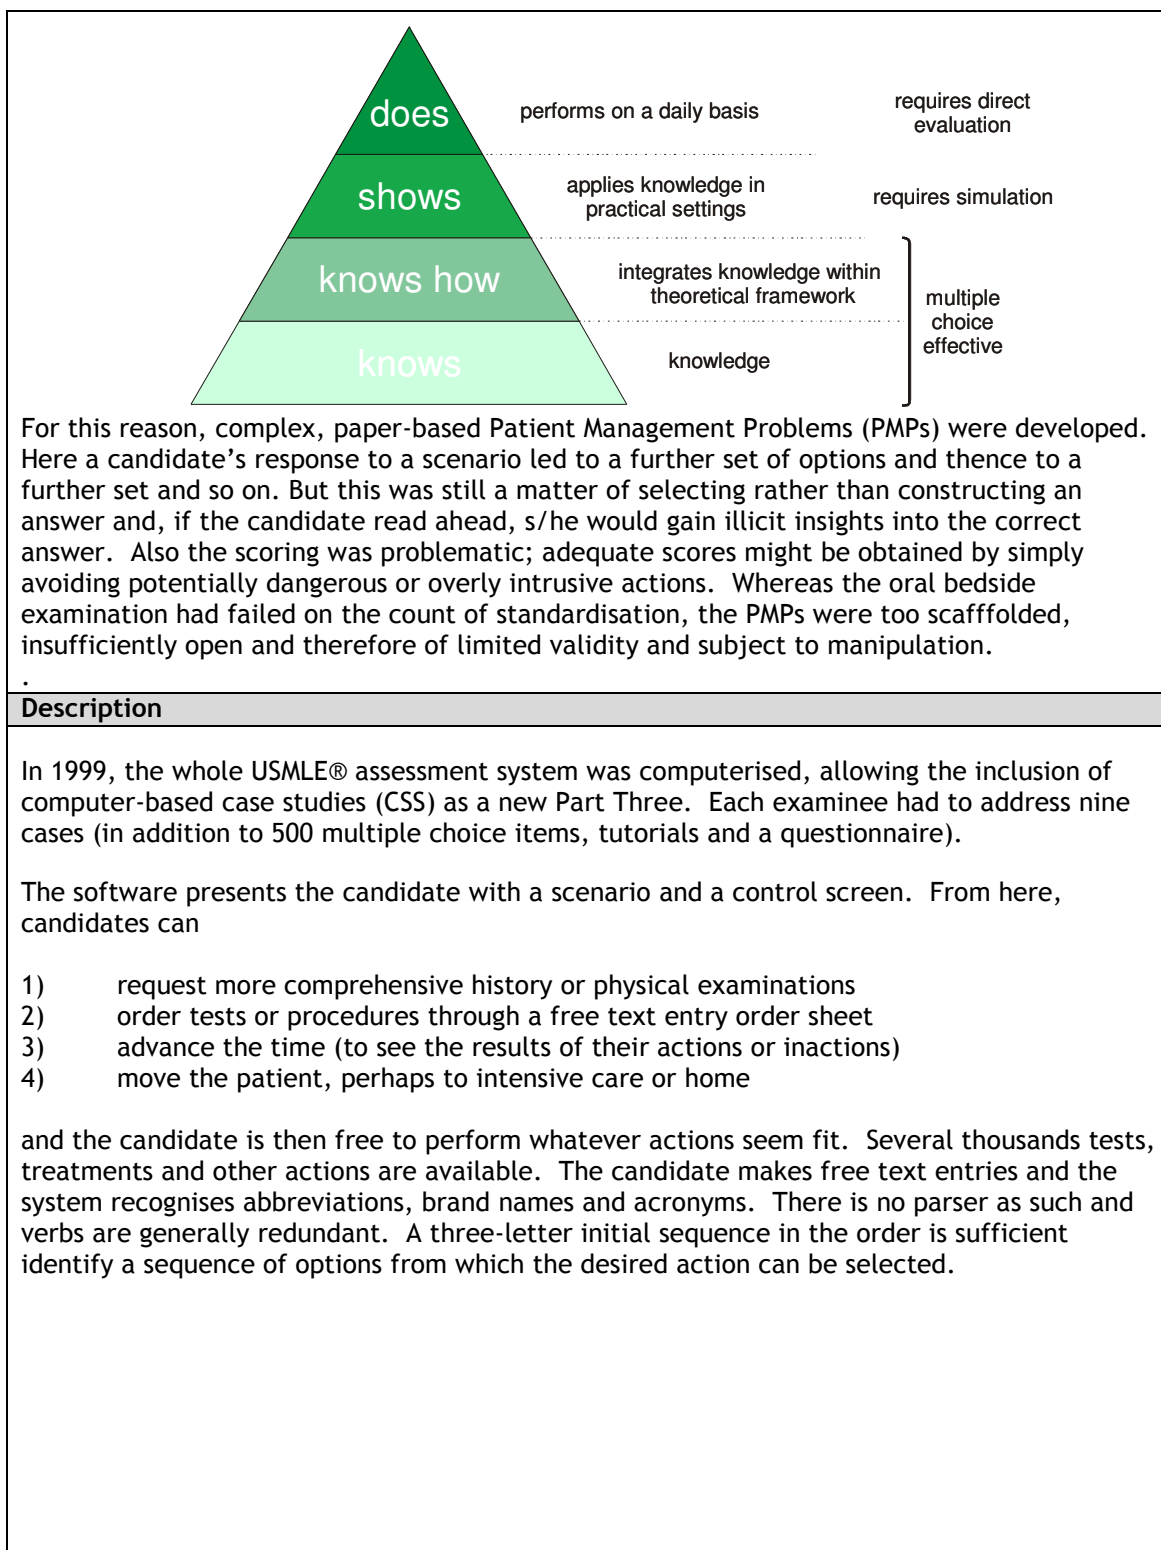 does
performs on a daily basis
requires direct
evaluation
shows
applies knowledge in
practical settings
requires simulation
knows how
integrates knowledge within
theoretical framework
multiple
choice
effective
knows
knowledge
For this reason, complex, paper-based Patient Management Problems (PMPs) were developed.
Here a candidate’s response to a scenario led to a further set of options and thence to a
further set and so on. But this was still a matter of selecting rather than constructing an
answer and, if the candidate read ahead, s/he would gain illicit insights into the correct
answer. Also the scoring was problematic; adequate scores might be obtained by simply
avoiding potentially dangerous or overly intrusive actions. Whereas the oral bedside
examination had failed on the count of standardisation, the PMPs were too scafffolded,
insufficiently open and therefore of limited validity and subject to manipulation.
.
Description
In 1999, the whole USMLE® assessment system was computerised, allowing the inclusion of
computer-based case studies (CSS) as a new Part Three. Each examinee had to address nine
cases (in addition to 500 multiple choice items, tutorials and a questionnaire).
The software presents the candidate with a scenario and a control screen. From here,
candidates can
1) request more comprehensive history or physical examinations
2) order tests or procedures through a free text entry order sheet
3) advance the time (to see the results of their actions or inactions)
4) move the patient, perhaps to intensive care or home
and the candidate is then free to perform whatever actions seem fit. Several thousands tests,
treatments and other actions are available. The candidate makes free text entries and the
system recognises abbreviations, brand names and acronyms. There is no parser as such and
verbs are generally redundant. A three-letter initial sequence in the order is sufficient
identify a sequence of options from which the desired action can be selected.